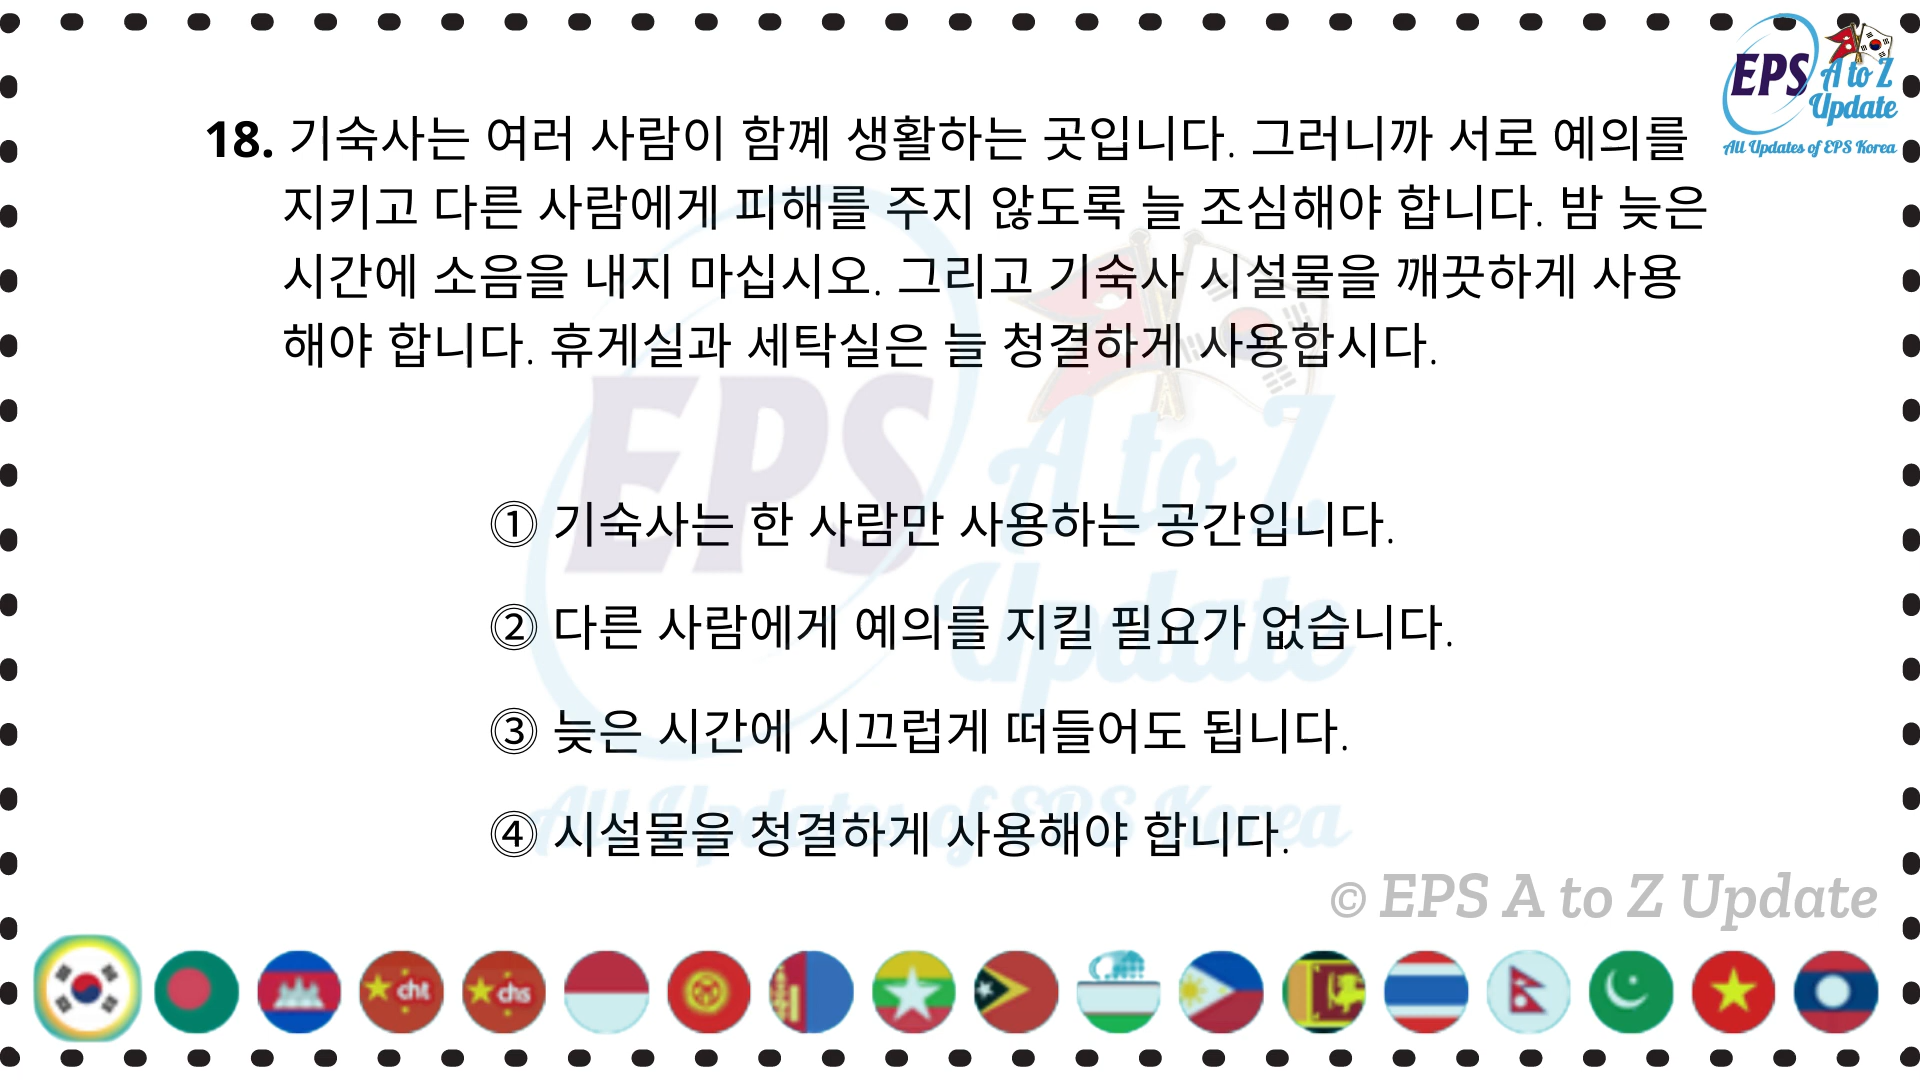 EPS A to Z
Update
All Updates of EPS Korea
18. 기숙사는 여러 사람이 함꼐 생활하는 곳입니다. 그러니까 서로 예의를
지키고 다른 사람에게 피해를 주지 않도록 늘 조심해야 합니다. 밤 늦은
시간에 소음을 내지 마십시오. 그리고 기숙사 시설물을 깨끗하게 사용
해야 합니다. 휴게실과 세탁실은 늘 청결하게 사용합시다.
EPS A to Z
Update
All Updates of EPS Korea
① 기숙사는 한 사람만 사용하는 공간입니다.
② 다른 사람에게 예의를 지킬 필요가 없습니다.
③ 늦은 시간에 시끄럽게 떠들어도 됩니다.
④ 시설물을 청결하게 사용해야 합니다.
© EPS A to Z Update
cht
chs